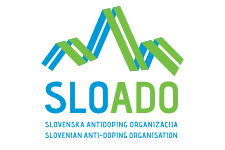 SLOADO
SLOVENSKA ANTIDOPING ORGANIZACIJA
SLOVENIAN ANTI-DOPING ORGANISATION